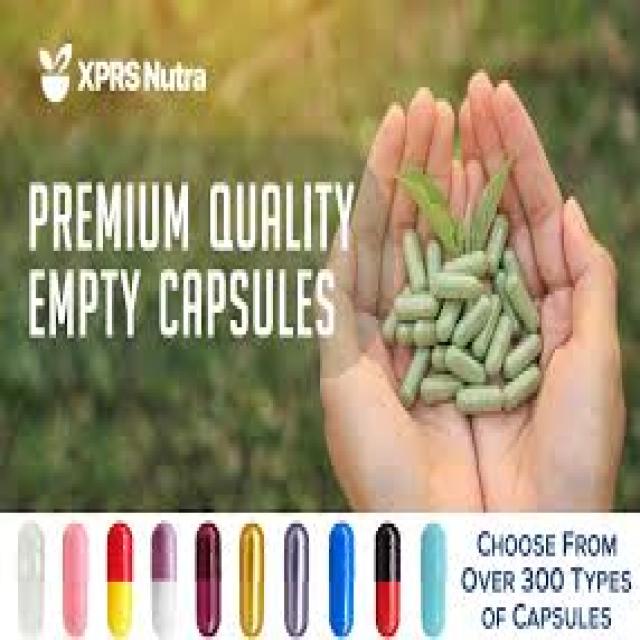 XPRS Nutra
PREMIUM QUALITY
EMPTY CAPSULES
CHOOSE FROM
OVER 300 TYPES
OF CAPSULES